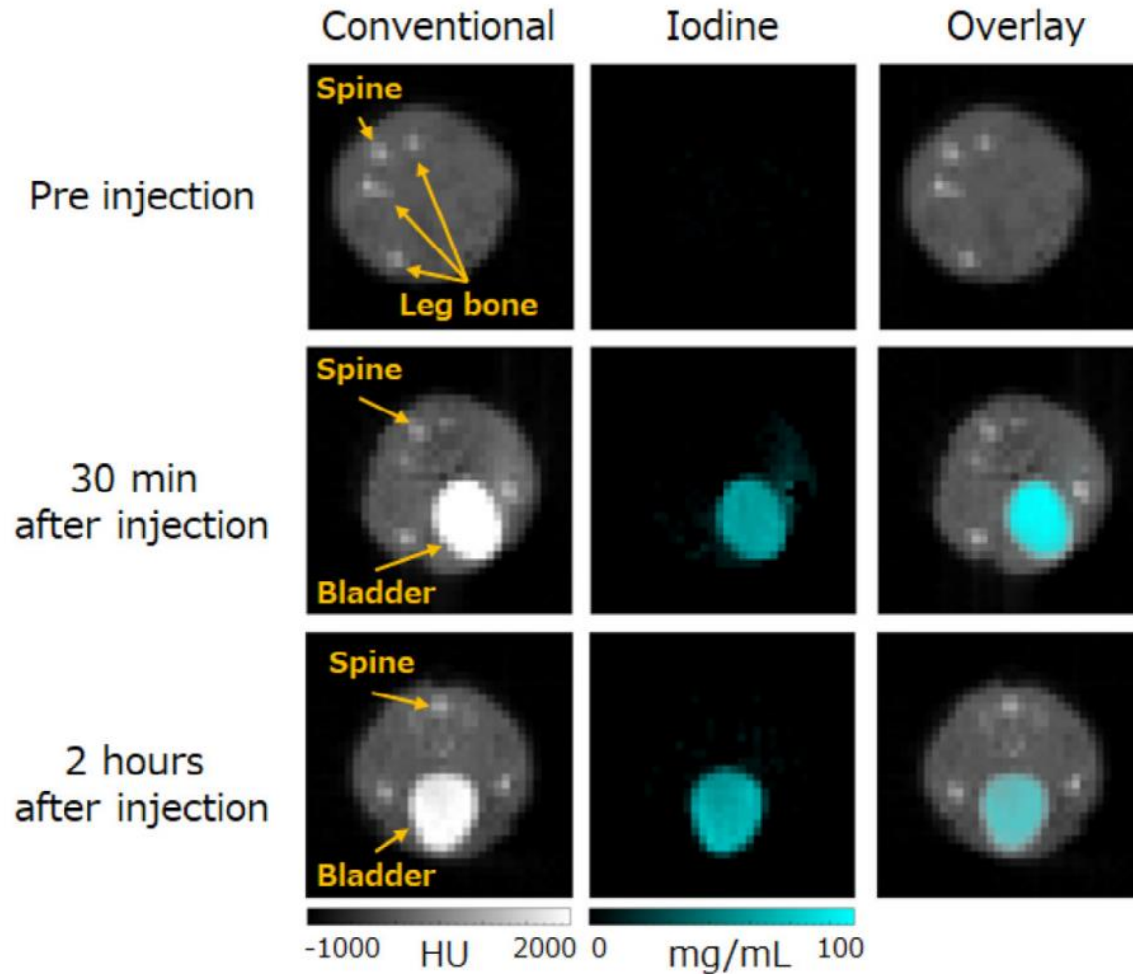 Conventional
Iodine
Overlay
Pre injection
Spine
Leg bone
30 min
after injection
Spine
Bladder
2 hours
after injection
Spine
Bladder
-1000 HU 2000
0 mg/mL 100